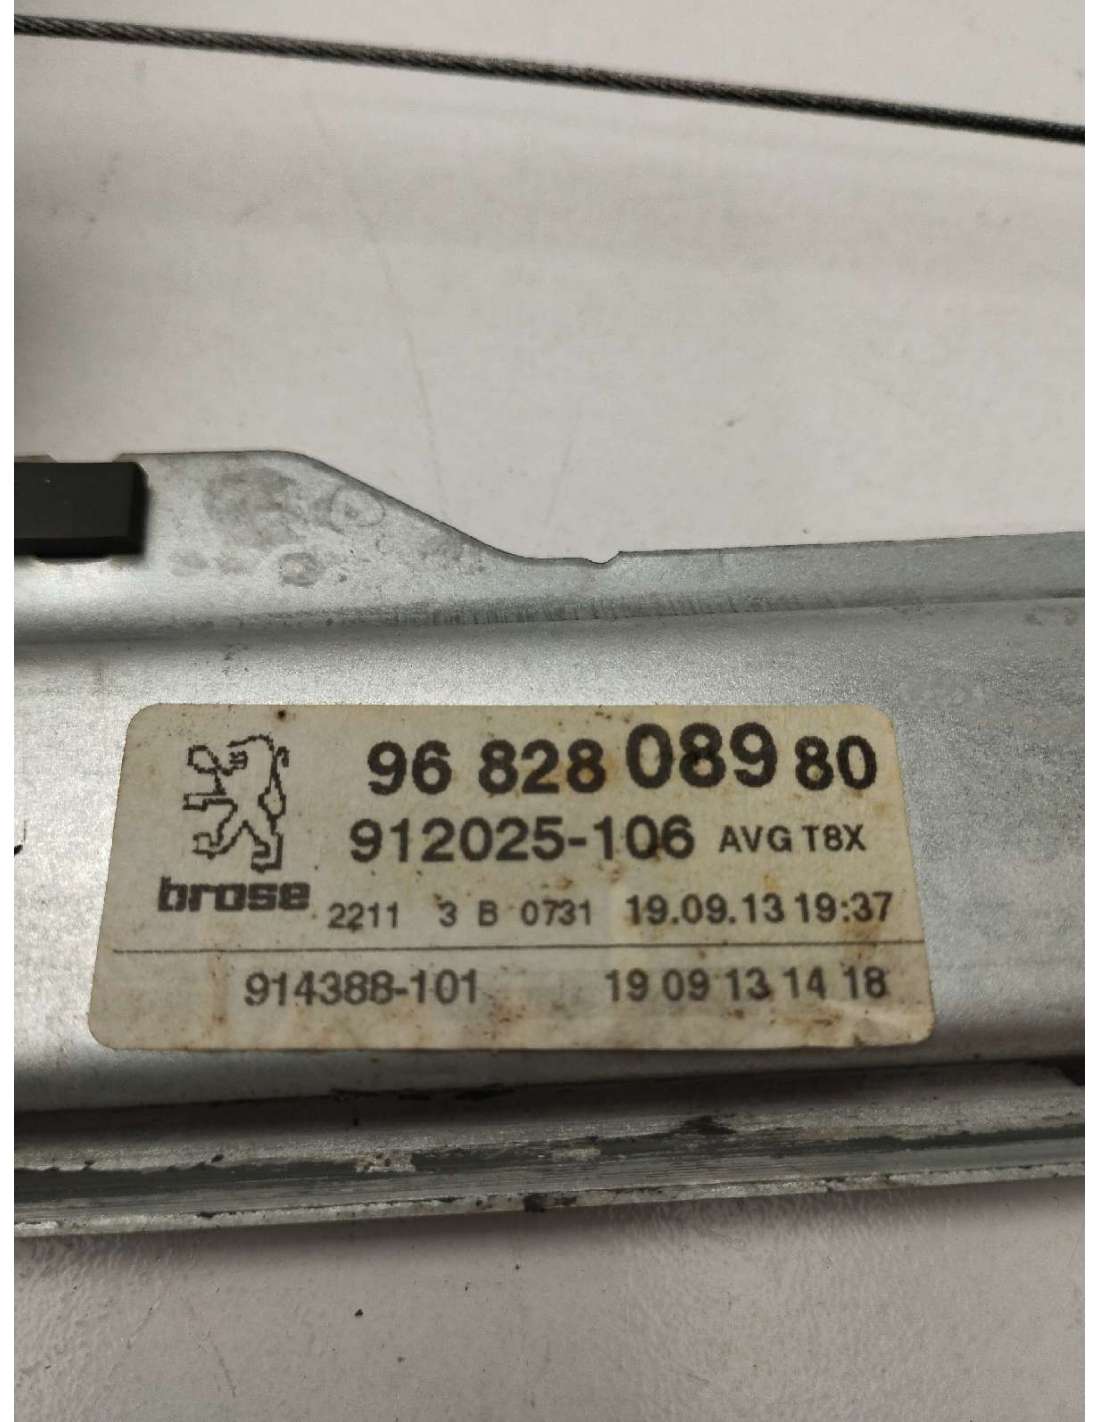 96 828 089 80
912025-106 AVG T8X
brose 2211 3 B 0731 19.09.13 19:37
914388-101 19 09 13 14 18